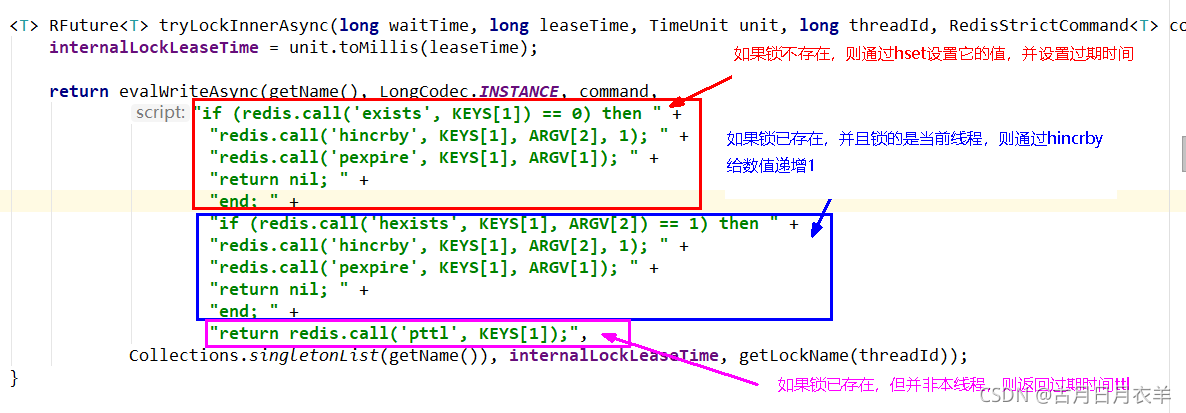 <T> RFuture<T> tryLockInnerAsync(long waitTime, long leaseTime, TimeUnit unit, long threadId, RedisStrictCommand<T> co
internalLockLeaseTime = unit.toMillis(leaseTime);
如果锁不存在，则通过hset设置它的值，并设置过期时间
return evalWriteAsync(getName(), LongCodec.INSTANCE, command,
script: "if (redis.call('exists', KEYS[1]) == 0) then " +
"redis.call('hincrby', KEYS[1], ARGV[2], 1); " +
"redis.call('pexpire', KEYS[1], ARGV[1]); " +
"return nil; " +
"end; " +
如果锁已存在，并且锁的是当前线程，则通过hincrby
给数值递增1
"if (redis.call('hexists', KEYS[1], ARGV[2]) == 1) then " +
"redis.call('hincrby', KEYS[1], ARGV[2], 1); " +
"redis.call('pexpire', KEYS[1], ARGV[1]); " +
"return nil; " +
"end; " +
"return redis.call('pttl', KEYS[1]);",
Collections.singletonList(getName()), internalLockLeaseTime, getLockName(threadId));
}
如果锁已存在，但并非本线程，则返回过期时间ttl
CSDN @古月日月衣羊